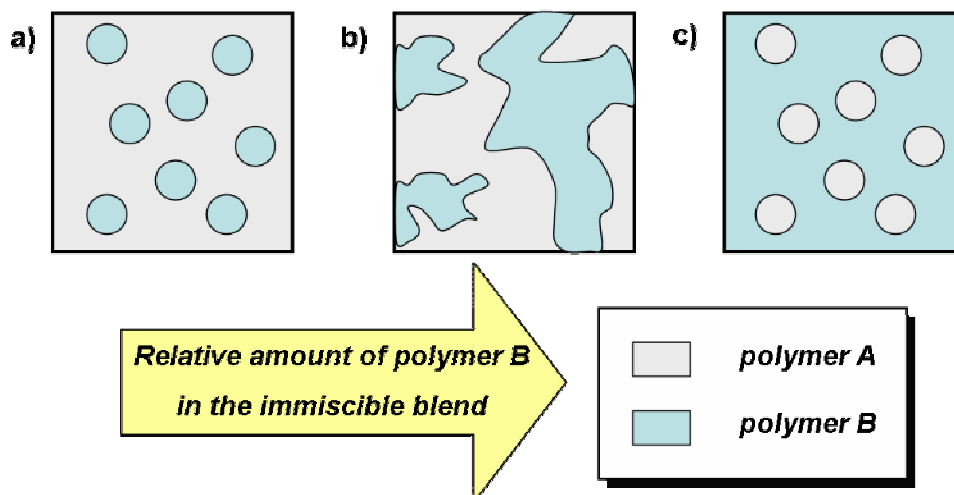 a)
b)
c)
Relative amount of polymer B
in the immiscible blend
polymer A
polymer B